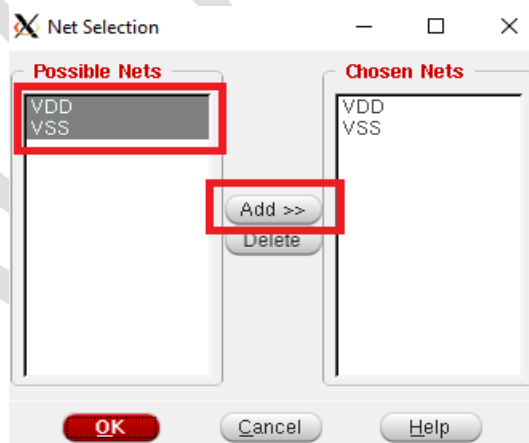 Net Selection
Possible Nets
VDD
VSS
Add >>
Delete
Chosen Nets
VDD
VSS
OK
Cancel
Help